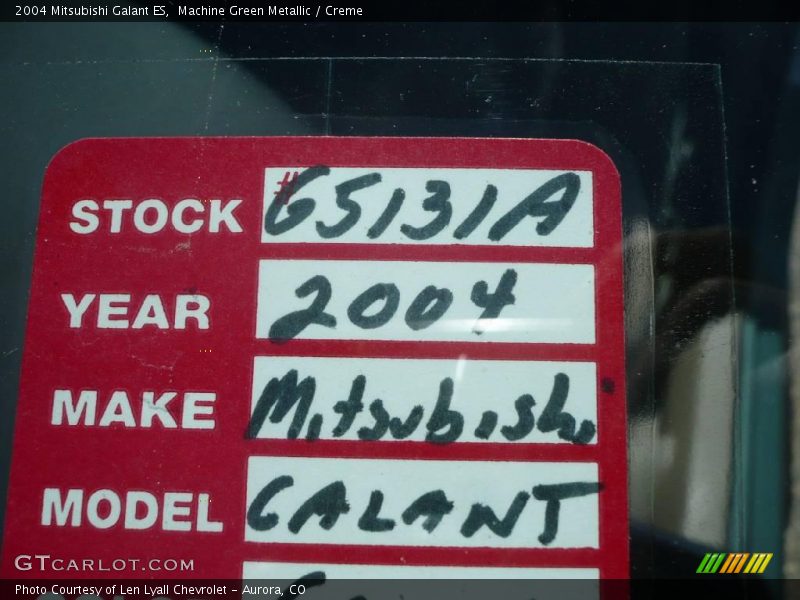 2004 Mitsubishi Galant ES, Machine Green Metallic / Creme
STOCK #G5131A
YEAR 2004
MAKE Mitsubishi
MODEL GALANT
GTCARLOT.COM
Photo Courtesy of Len Lyall Chevrolet - Aurora, CO